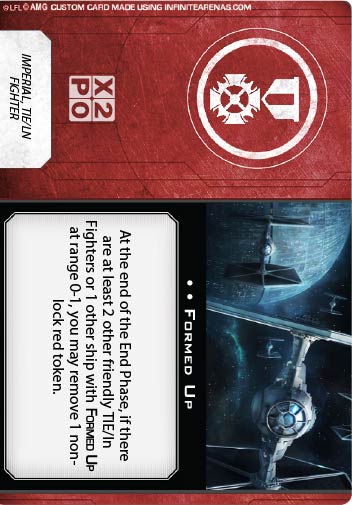 ©LFL ©AMG CUSTOM CARD MADE USING INFINITEARENAS.COM
•• FORMED UP
At the end of the End Phase, if there
are at least 2 other friendly TIE/ln
Fighters or 1 other ship with FORMED UP
at range 0-1, you may remove 1 non-
lock red token.
IMPERIAL, TIE/LN
FIGHTER
X2
PO